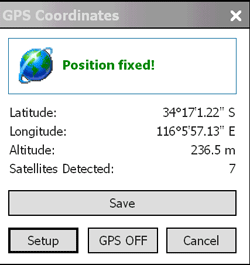 GPS Coordinates
Position fixed!
Latitude: 34°17'1.22" S
Longitude: 116°5'57.13" E
Altitude: 236.5 m
Satellites Detected: 7
Save
Setup GPS OFF Cancel